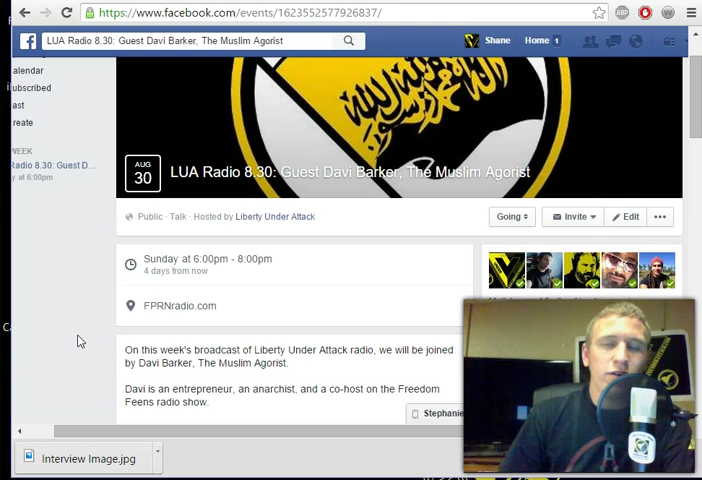 https://www.facebook.com/events/1623552577926837/
ABP
LUA Radio 8.30: Guest Davi Barker, The Muslim Agorist
Shane
Home 1
alendar
ubscribed
ast
reate
WEEK
Radio 8.30: Guest D...
y at 6:00pm
AUG
30
LUA Radio 8.30: Guest Davi Barker, The Muslim Agorist
Public · Talk · Hosted by Liberty Under Attack
Going
Invite
Edit
Sunday at 6:00pm - 8:00pm
4 days from now
FPRNradio.com
On this week's broadcast of Liberty Under Attack radio, we will be joined
by Davi Barker, The Muslim Agorist.
Davi is an entrepreneur, an anarchist, and a co-host on the Freedom
Feens radio show.
Stephanie
Interview Image.jpg